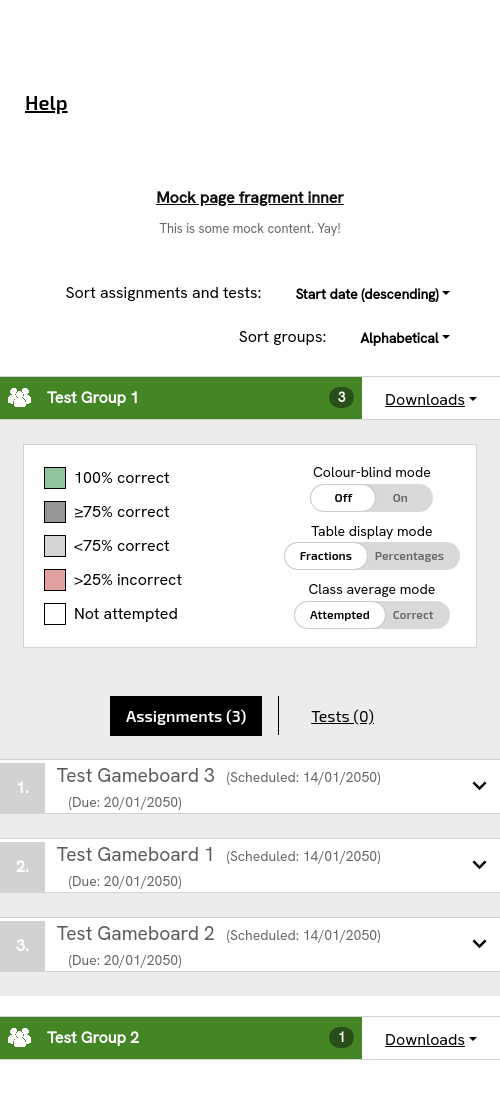 Help
Mock page fragment inner
This is some mock content. Yay!
Sort assignments and tests: Start date (descending)
Sort groups: Alphabetical
Test Group 1 3 Downloads
100% correct
≥75% correct
<75% correct
>25% incorrect
Not attempted
Colour-blind mode
Off On
Table display mode
Fractions Percentages
Class average mode
Attempted Correct
Assignments (3) Tests (0)
1. Test Gameboard 3 (Scheduled: 14/01/2050)
(Due: 20/01/2050)
2. Test Gameboard 1 (Scheduled: 14/01/2050)
(Due: 20/01/2050)
3. Test Gameboard 2 (Scheduled: 14/01/2050)
(Due: 20/01/2050)
Test Group 2 1 Downloads